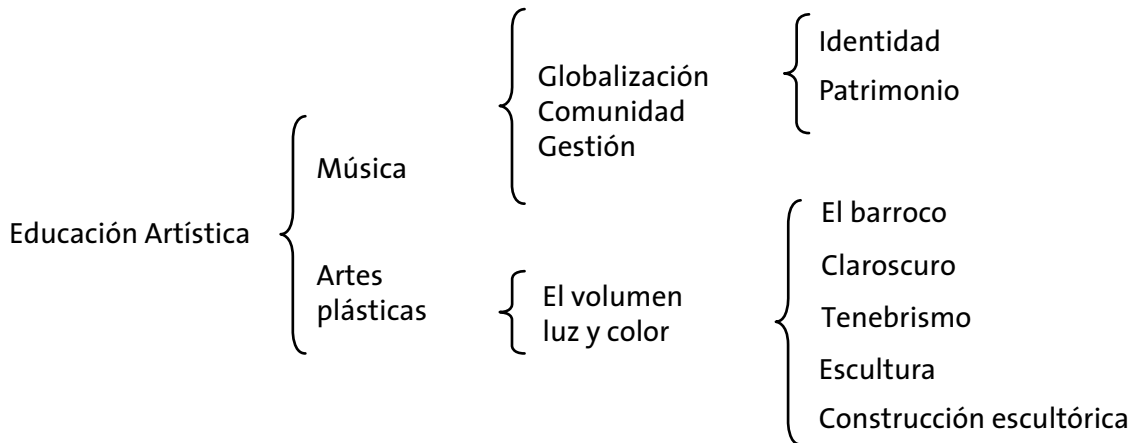 Educación Artística
Música
Globalización
Comunidad
Gestión
Identidad
Patrimonio
Artes
plásticas
El volumen
luz y color
El barroco
Claroscuro
Tenebrismo
Escultura
Construcción escultórica